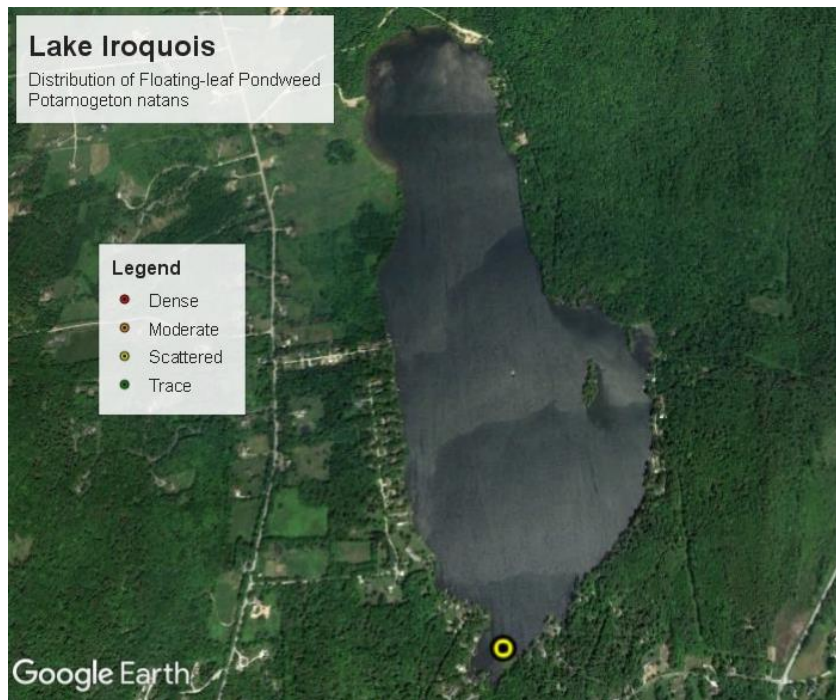 Lake Iroquois
Distribution of Floating-leaf Pondweed
Potamogeton natans
Legend
Dense
Moderate
Scattered
Trace
Google Earth